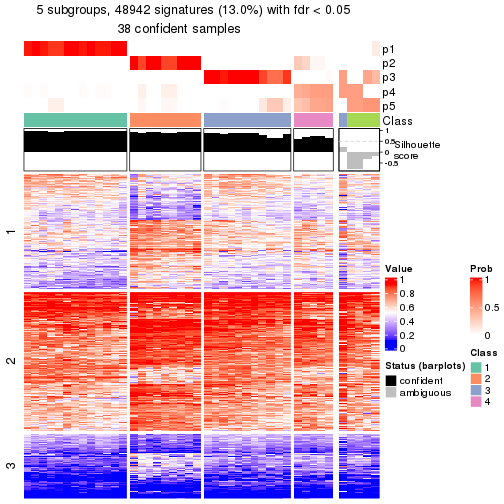 5 subgroups, 48942 signatures (13.0%) with fdr < 0.05
38 confident samples
p1
p2
p3
p4
p5
Class
1
0.5
0
-0.5
Silhouette
score
1
2
3
Value
1
0.8
0.6
0.4
0.2
0
Status (barplots)
confident
ambiguous
Prob
1
0.5
0
Class
1
2
3
4